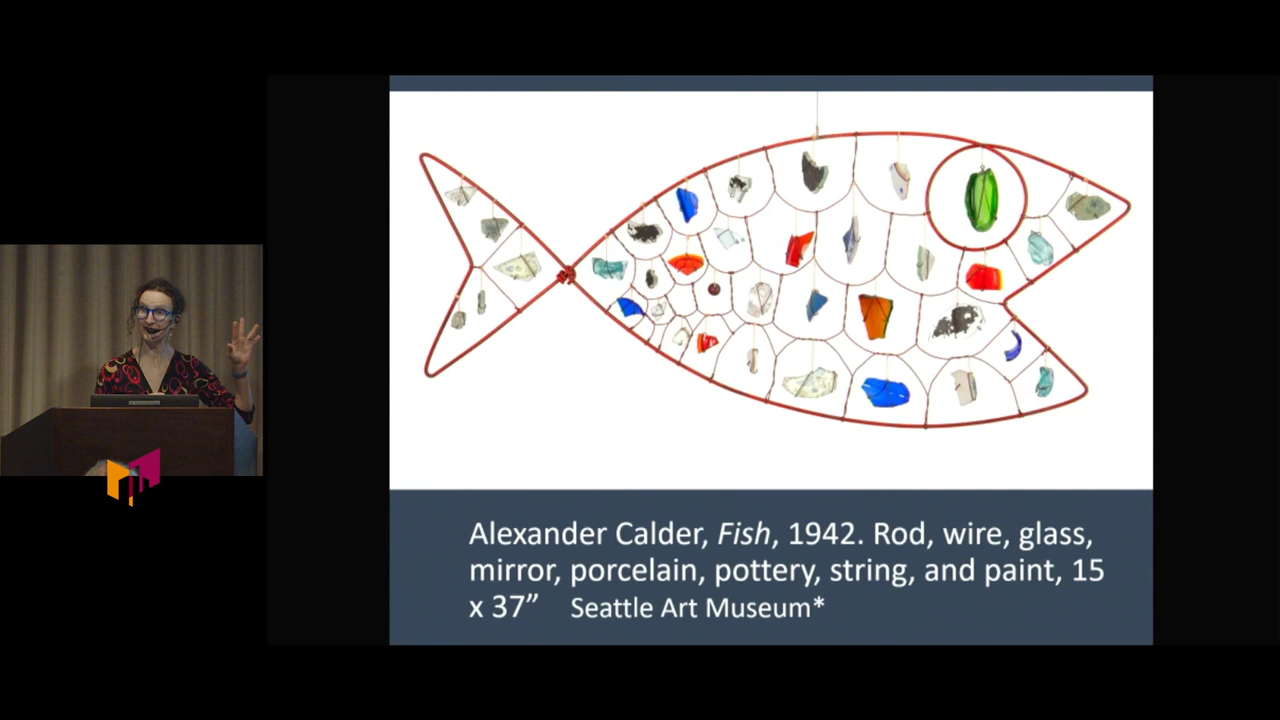 Alexander Calder, Fish, 1942. Rod, wire, glass,
mirror, porcelain, pottery, string, and paint, 15
x 37” Seattle Art Museum*